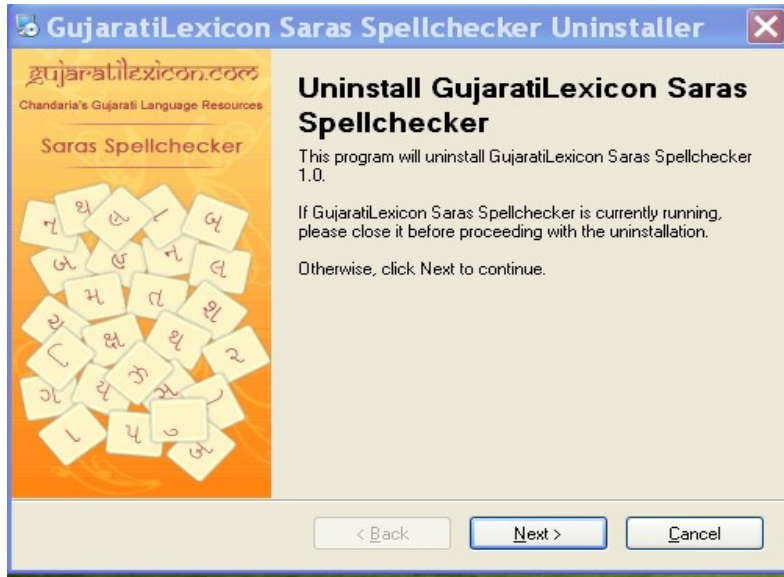 GujaratiLexicon Saras Spellchecker Uninstaller
gujaratilexicon.com
Chandaria's Gujarati Language Resources
Saras Spellchecker
Uninstall GujaratiLexicon Saras
Spellchecker
This program will uninstall GujaratiLexicon Saras Spellchecker
1.0.
If GujaratiLexicon Saras Spellchecker is currently running,
please close it before proceeding with the uninstallation.
Otherwise, click Next to continue.
< Back
Next >
Cancel